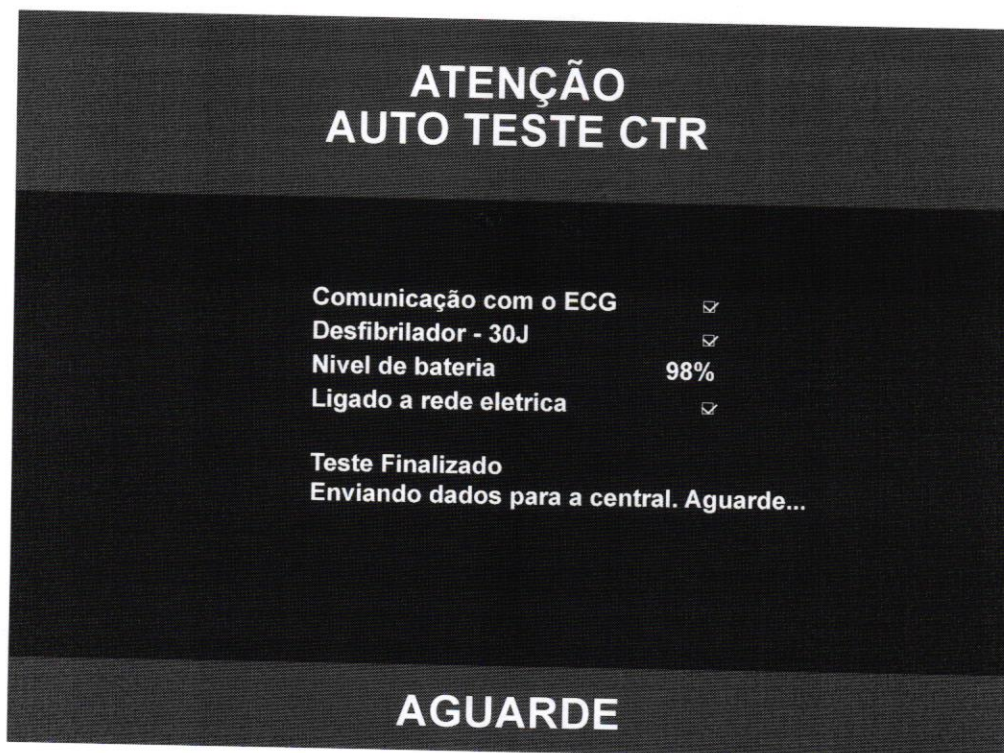 ATENÇÃO
AUTO TESTE CTR
Comunicação com o ECG ☑
Desfibrilador - 30J ☑
Nivel de bateria 98%
Ligado a rede eletrica ☑
Teste Finalizado
Enviando dados para a central. Aguarde...
AGUARDE